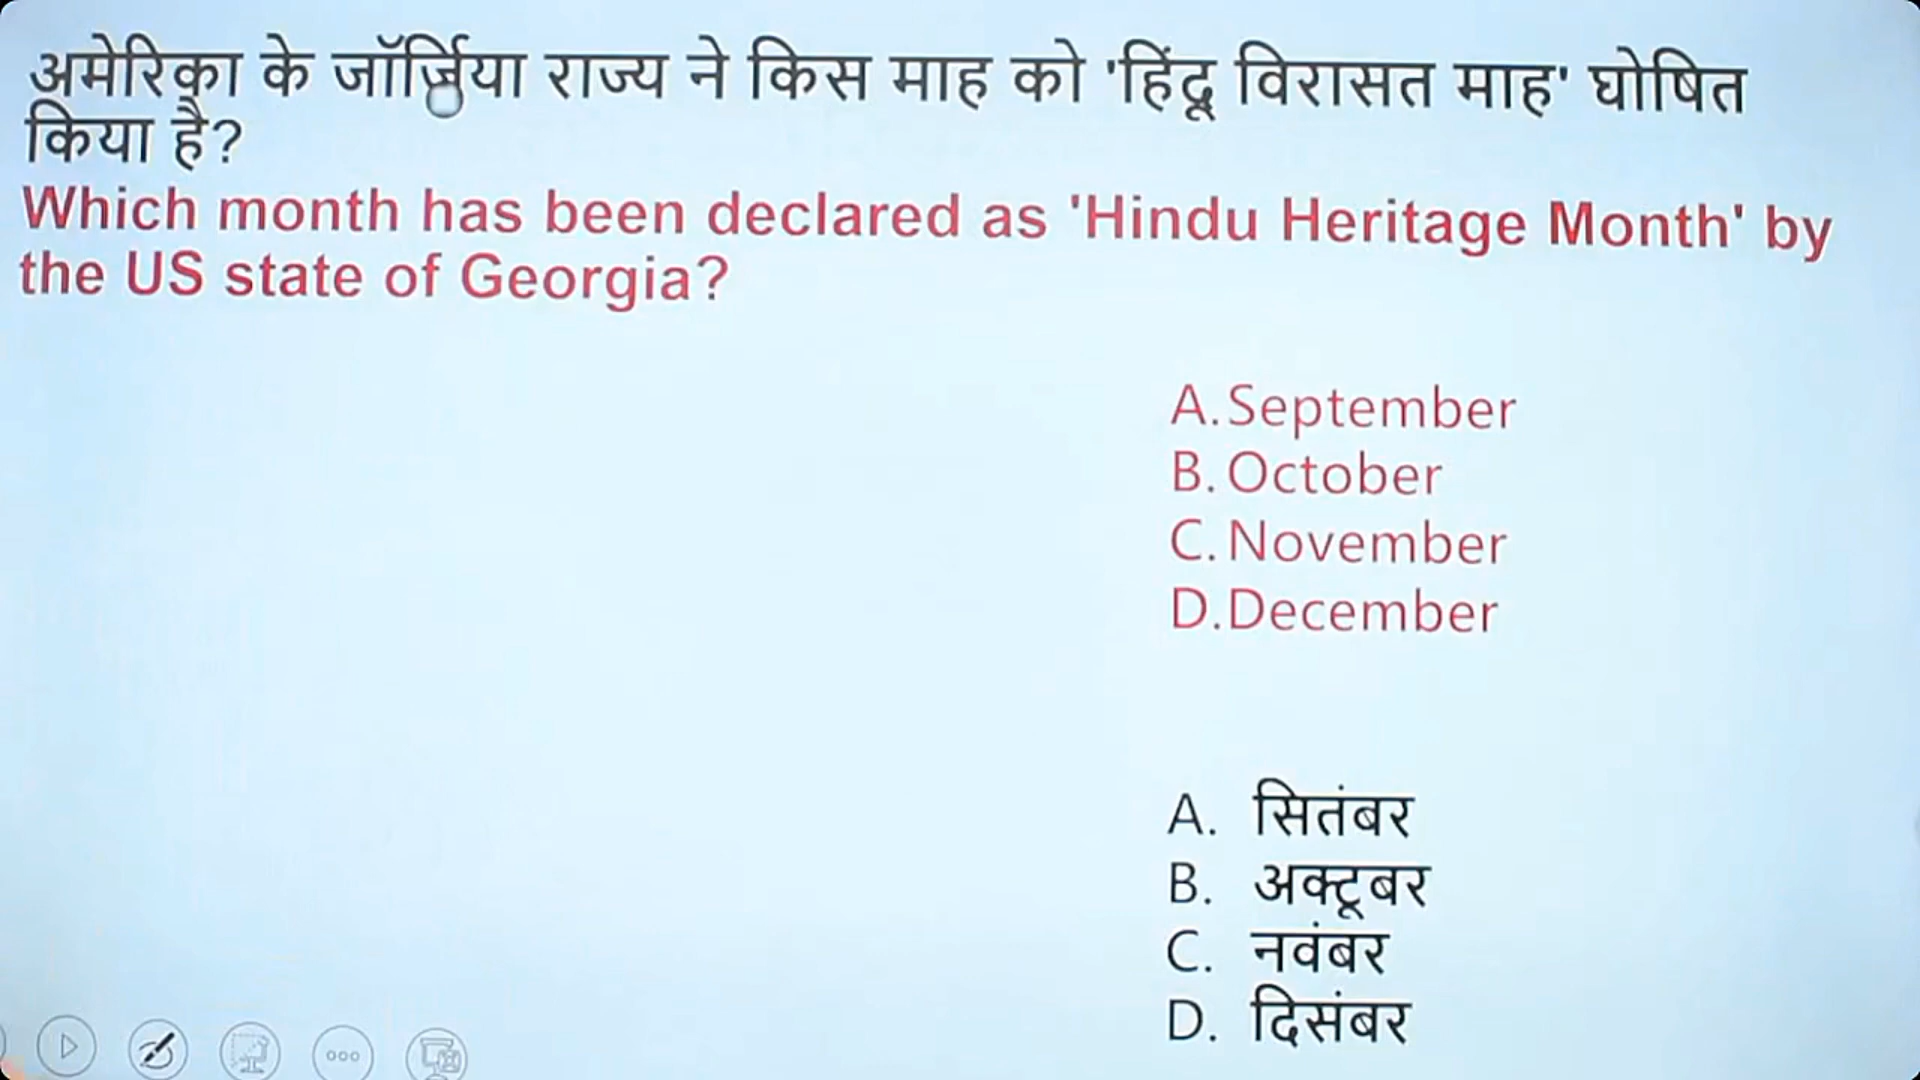 अमेरिका के जॉर्जिया राज्य ने किस माह को 'हिंदू विरासत माह' घोषित
किया है?
Which month has been declared as 'Hindu Heritage Month' by
the US state of Georgia?
A. September
B. October
C. November
D. December
A. सितंबर
B. अक्टूबर
C. नवंबर
D. दिसंबर